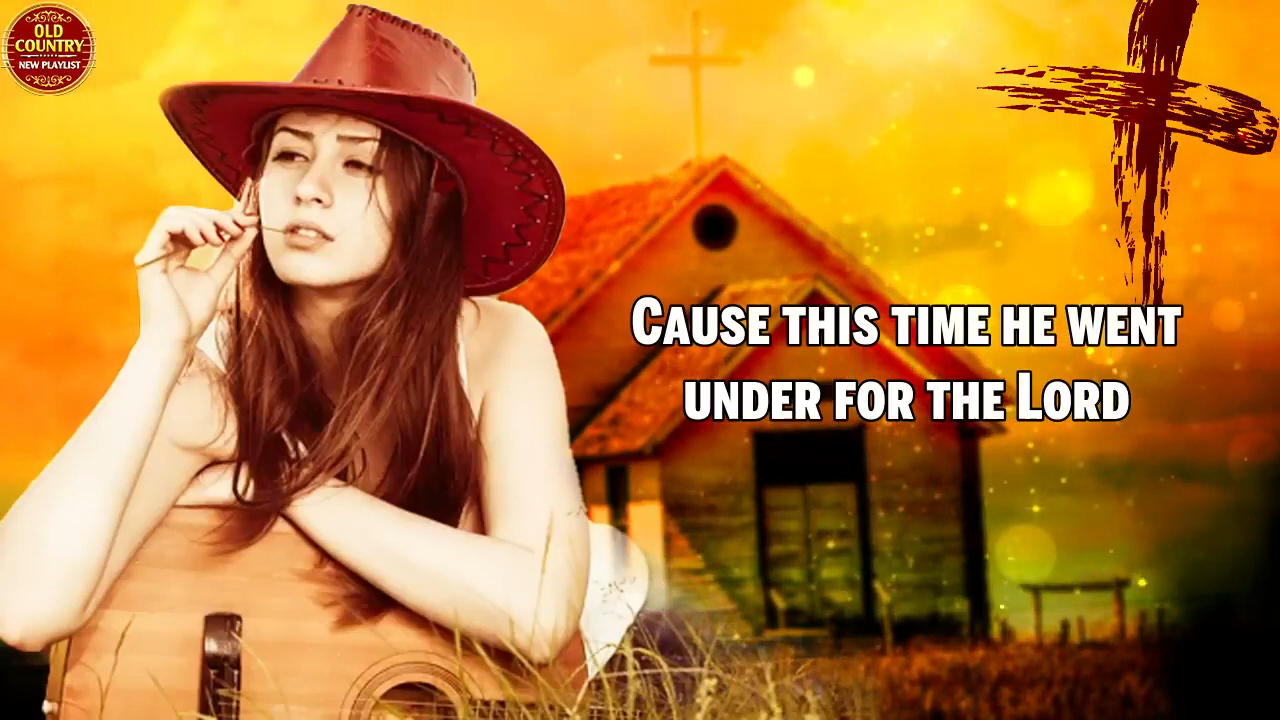 OLD
COUNTRY
NEW PLAYLIST
CAUSE THIS TIME HE WENT
UNDER FOR THE LORD